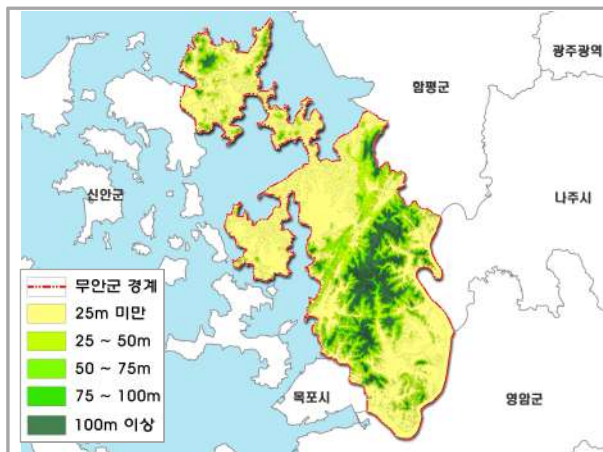 광주광역
함평군
나주시
신안군
무안군 경계
25m 미만
25 ~ 50m
50 ~ 75m
75 ~ 100m
100m 이상
목포시
영암군